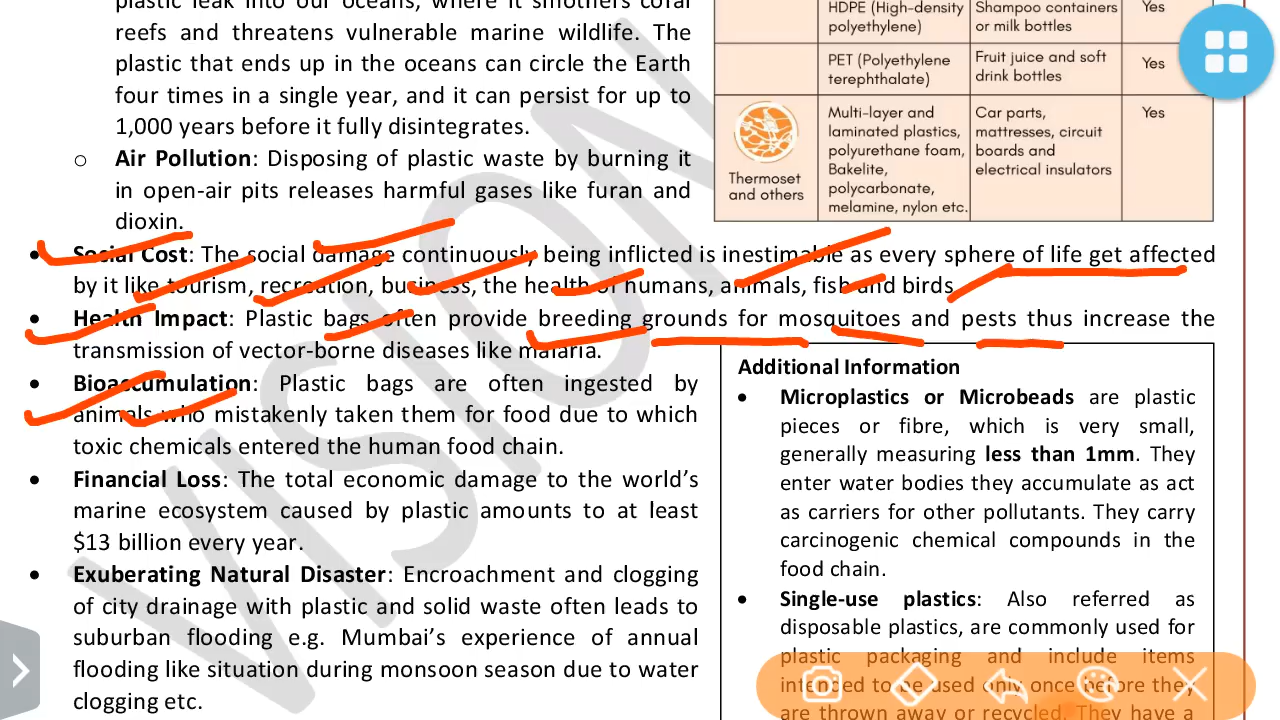 plastic leak into our oceans, where it smothers coral
reefs and threatens vulnerable marine wildlife. The
plastic that ends up in the oceans can circle the Earth
four times in a single year, and it can persist for up to
1,000 years before it fully disintegrates.
o Air Pollution: Disposing of plastic waste by burning it
in open-air pits releases harmful gases like furan and
dioxin.
HDPE (High-density
polyethylene)
Shampoo containers
or milk bottles
Yes
PET (Polyethylene
terephthalate)
Fruit juice and soft
drink bottles
Yes
Thermoset
and others
Multi-layer and
laminated plastics,
polyurethane foam,
Bakelite,
polycarbonate,
melamine, nylon etc.
Car parts,
mattresses, circuit
boards and
electrical insulators
Yes
• Social Cost: The social damage continuously being inflicted is inestimable as every sphere of life get affected
by it like tourism, recreation, business, the health of humans, animals, fish and birds
• Health Impact: Plastic bags often provide breeding grounds for mosquitoes and pests thus increase the
transmission of vector-borne diseases like malaria.
• Bioaccumulation: Plastic bags are often ingested by
animals who mistakenly taken them for food due to which
toxic chemicals entered the human food chain.
• Financial Loss: The total economic damage to the world's
marine ecosystem caused by plastic amounts to at least
$13 billion every year.
• Exuberating Natural Disaster: Encroachment and clogging
of city drainage with plastic and solid waste often leads to
suburban flooding e.g. Mumbai's experience of annual
flooding like situation during monsoon season due to water
clogging etc.
Additional Information
• Microplastics or Microbeads are plastic
pieces or fibre, which is very small,
generally measuring less than 1mm. They
enter water bodies they accumulate as act
as carriers for other pollutants. They carry
carcinogenic chemical compounds in the
food chain.
• Single-use plastics: Also referred as
disposable plastics, are commonly used for
plastic packaging and include items
intended to be used only once before they
are thrown away or recycled. They have a
VISION